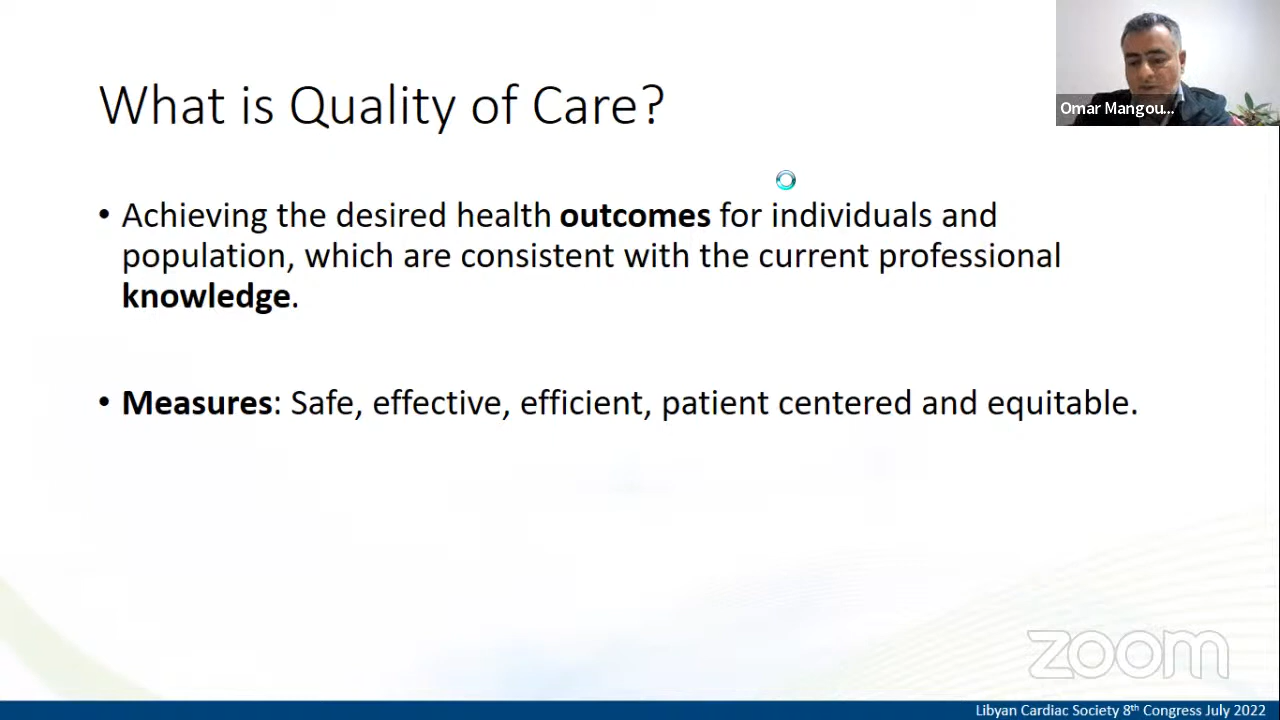 What is Quality of Care?
Omar Mangou...
• Achieving the desired health outcomes for individuals and
population, which are consistent with the current professional
knowledge.
• Measures: Safe, effective, efficient, patient centered and equitable.
zoom
Libyan Cardiac Society 8th Congress July 2022